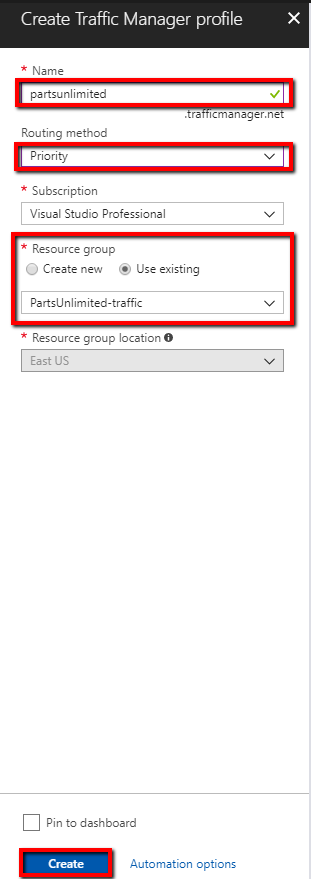 Create Traffic Manager profile
* Name
partsunlimited
.trafficmanager.net
Routing method
Priority
* Subscription
Visual Studio Professional
* Resource group
Create new Use existing
PartsUnlimited-traffic
* Resource group location
East US
Pin to dashboard
Create Automation options